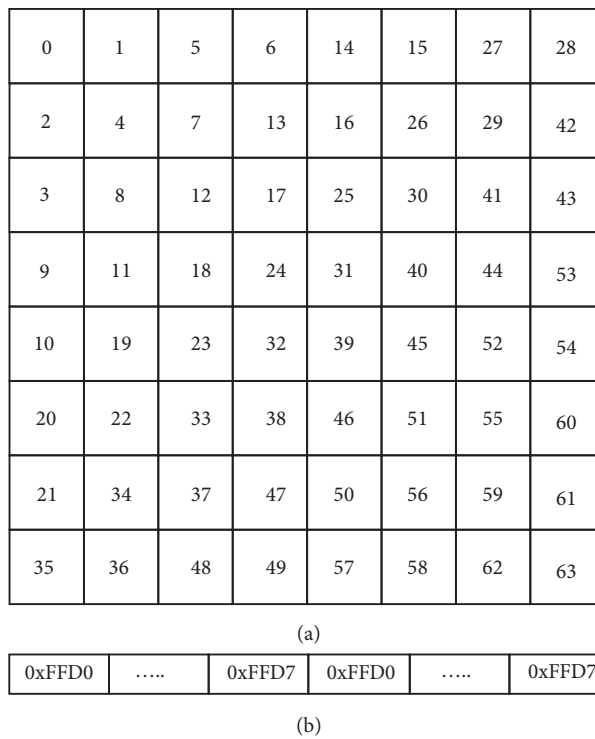 0 1 5 6 14 15 27 28
2 4 7 13 16 26 29 42
3 8 12 17 25 30 41 43
9 11 18 24 31 40 44 53
10 19 23 32 39 45 52 54
20 22 33 38 46 51 55 60
21 34 37 47 50 56 59 61
35 36 48 49 57 58 62 63
(a)
0xFFD0 ….. 0xFFD7 0xFFD0 ….. 0xFFD7
(b)